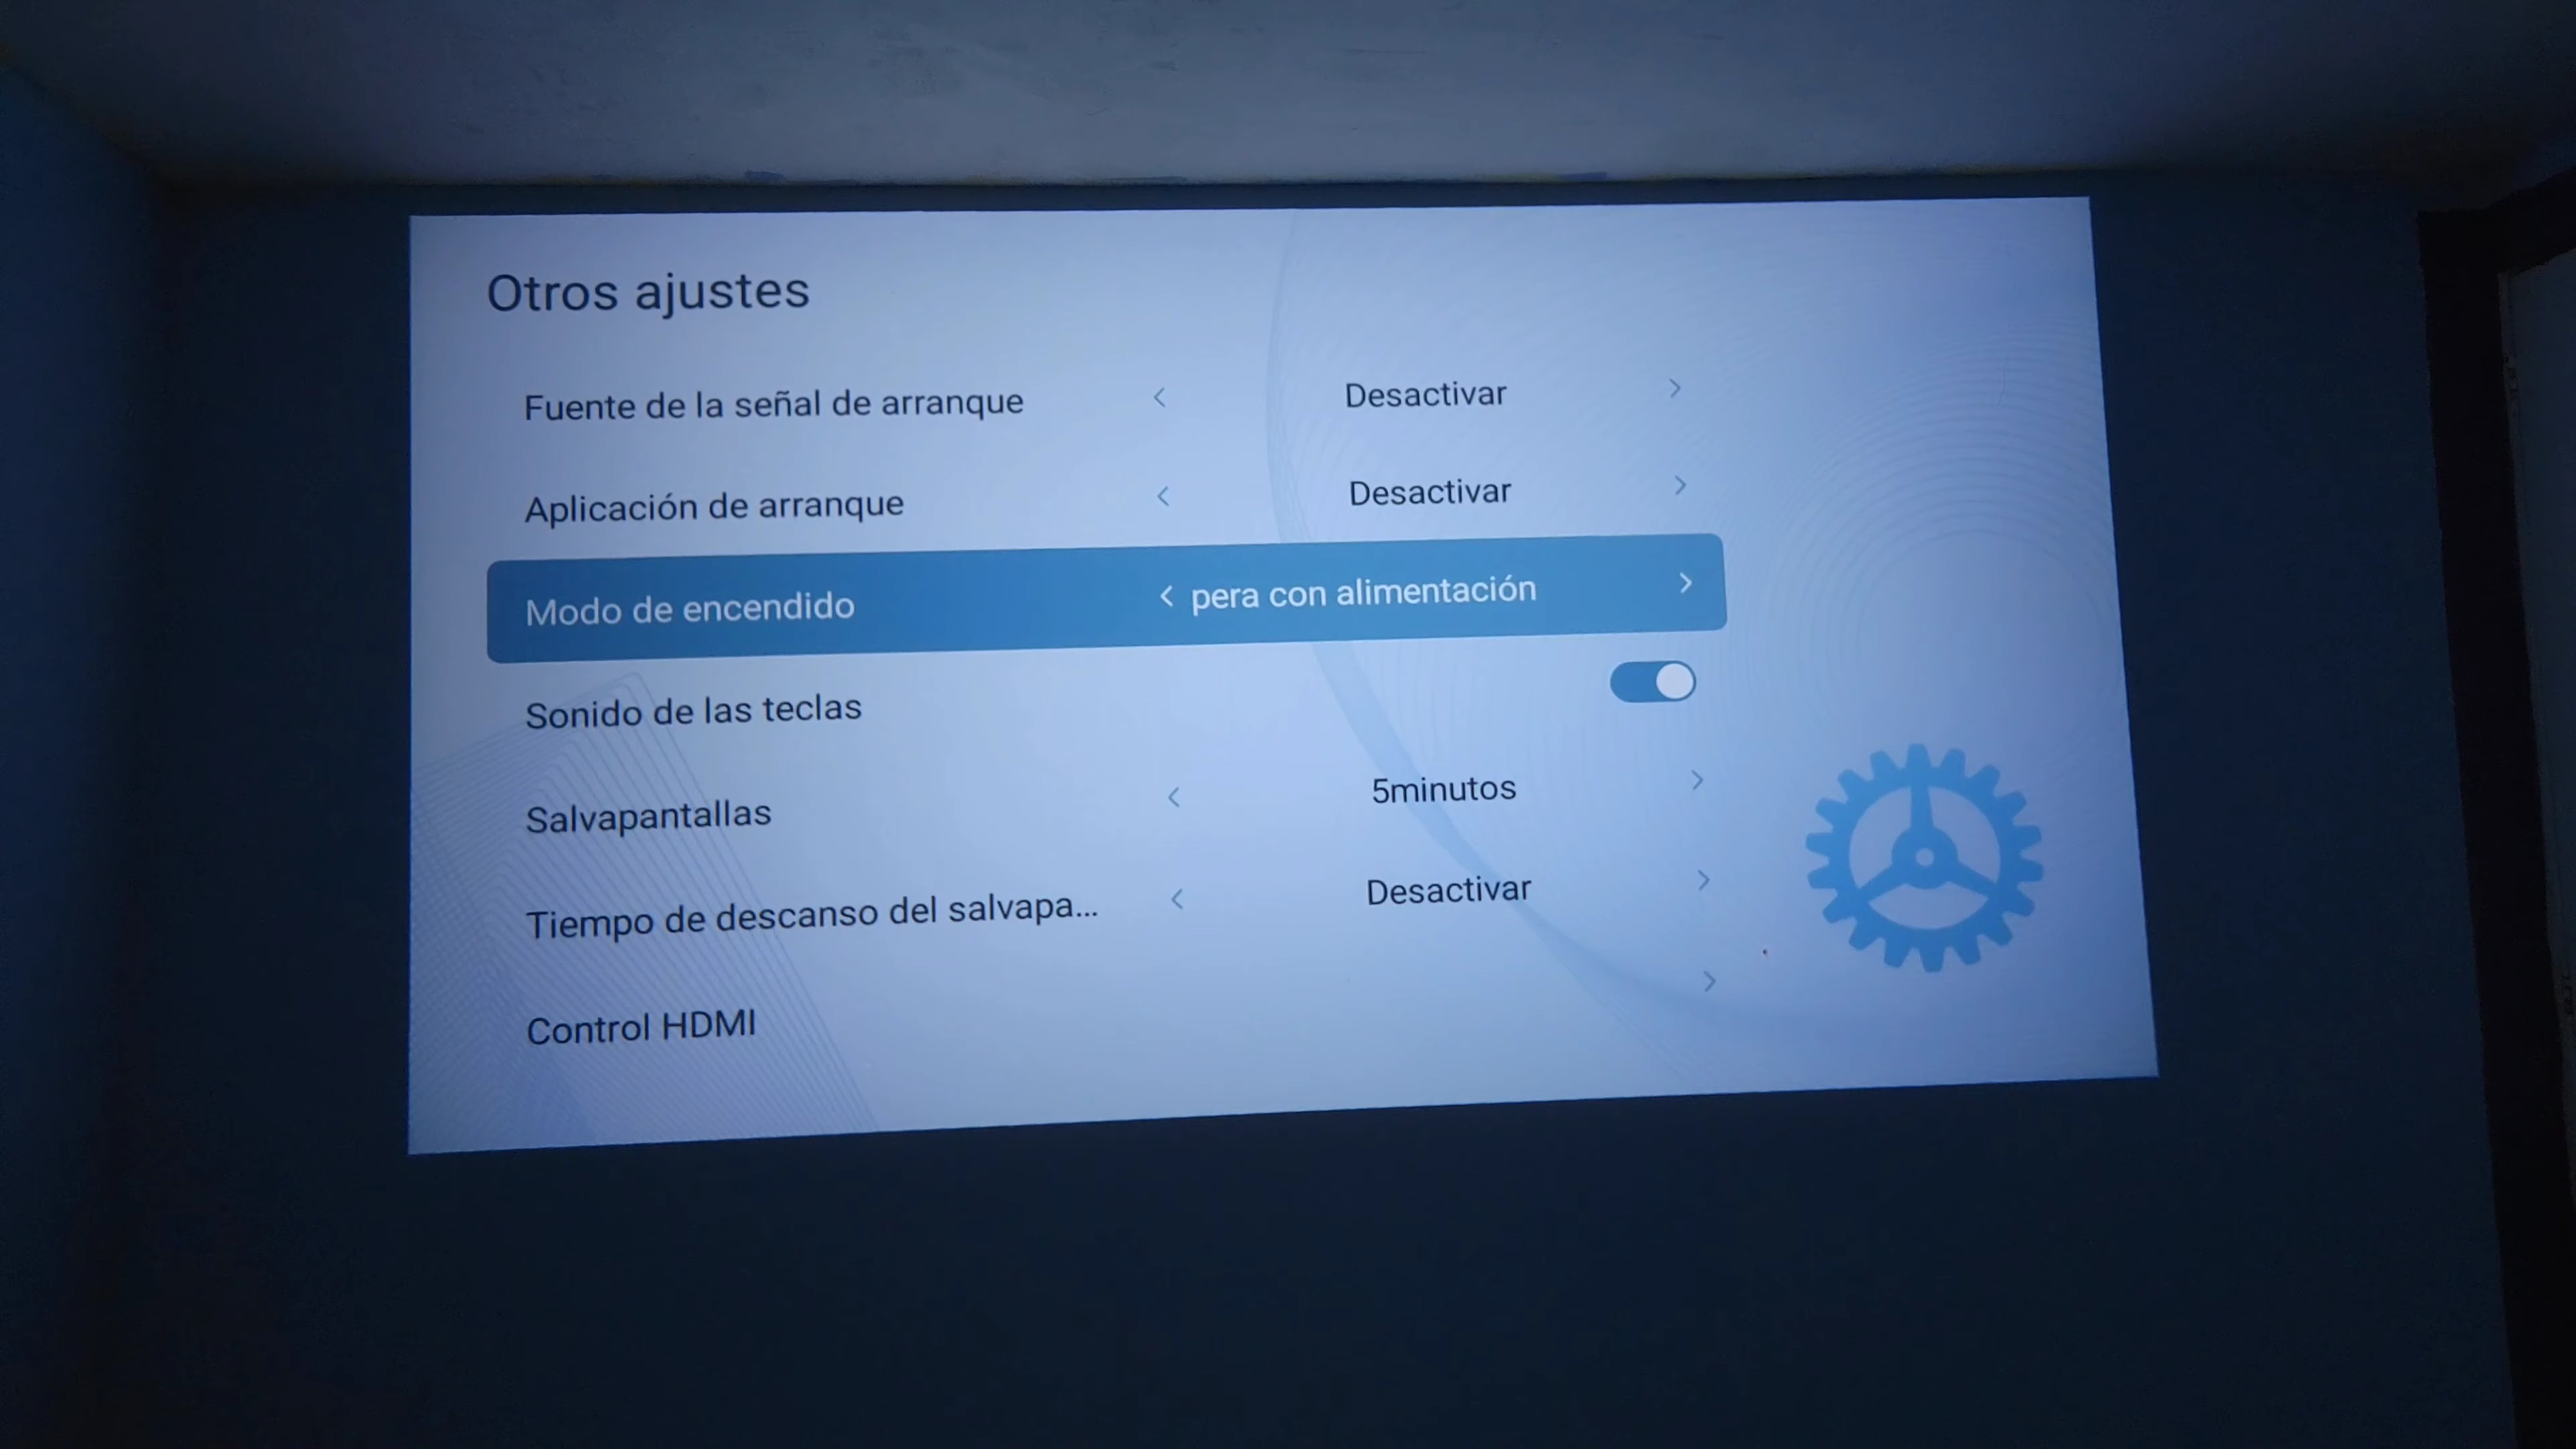 Otros ajustes
Fuente de la señal de arranque < Desactivar >
Aplicación de arranque < Desactivar >
Modo de encendido < pera con alimentación >
Sonido de las teclas
Salvapantallas < 5minutos >
Tiempo de descanso del salvapa... < Desactivar >
Control HDMI >